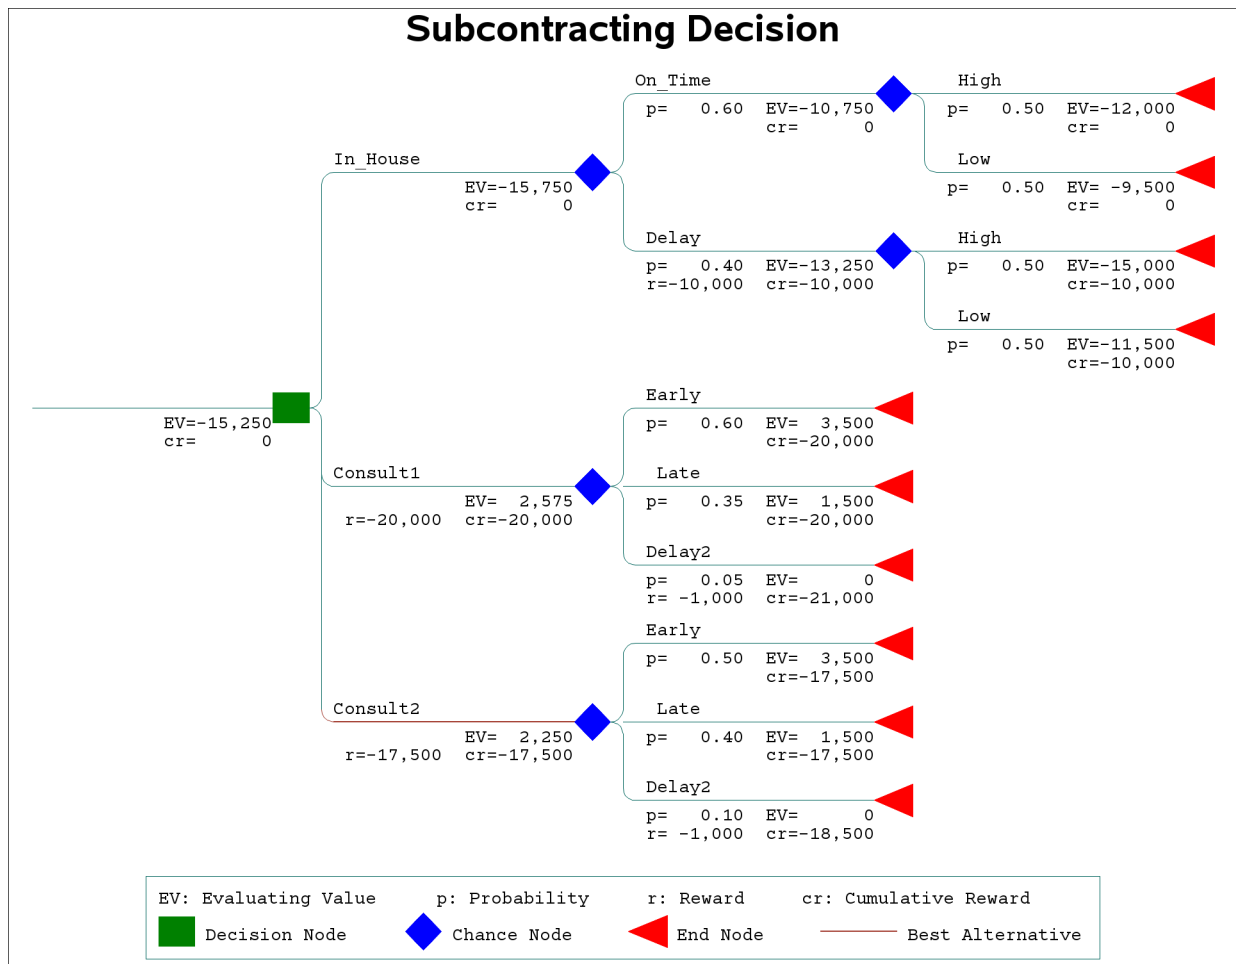 Subcontracting Decision
On_Time
p= 0.60 EV=-10,750
cr= 0
High
p= 0.50 EV=-12,000
cr= 0
Low
p= 0.50 EV= -9,500
cr= 0
In_House
EV=-15,750
cr= 0
Delay
p= 0.40 EV=-13,250
r=-10,000 cr=-10,000
High
p= 0.50 EV=-15,000
cr=-10,000
Low
p= 0.50 EV=-11,500
cr=-10,000
EV=-15,250
cr= 0
Consult1
EV= 2,575
r=-20,000 cr=-20,000
Early
p= 0.60 EV= 3,500
cr=-20,000
Late
p= 0.35 EV= 1,500
cr=-20,000
Delay2
p= 0.05 EV= 0
r= -1,000 cr=-21,000
Consult2
EV= 2,250
r=-17,500 cr=-17,500
Early
p= 0.50 EV= 3,500
cr=-17,500
Late
p= 0.40 EV= 1,500
cr=-17,500
Delay2
p= 0.10 EV= 0
r= -1,000 cr=-18,500
EV: Evaluating Value p: Probability r: Reward cr: Cumulative Reward
Decision Node Chance Node End Node Best Alternative